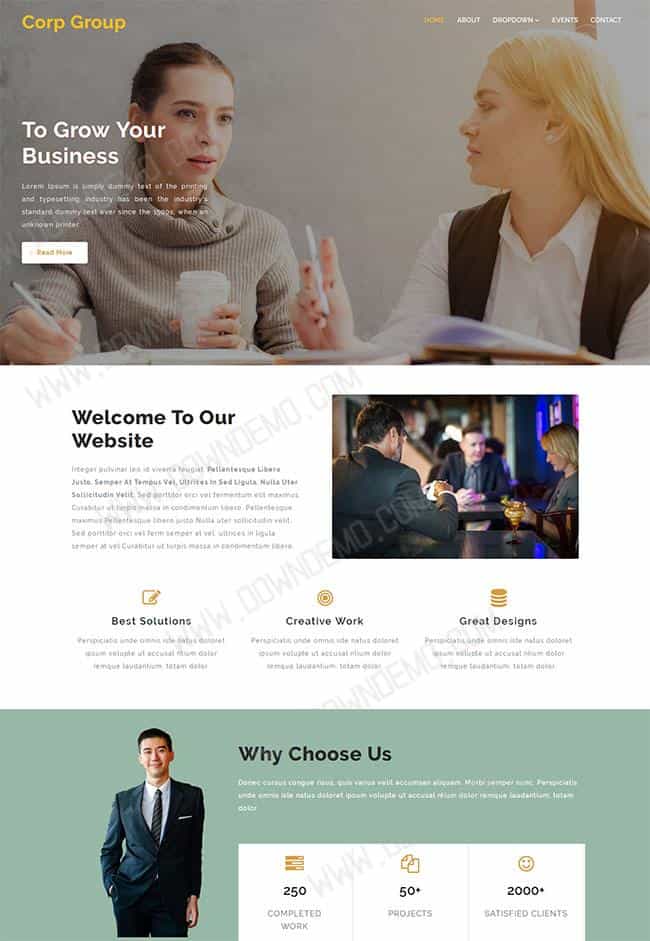 Corp Group
HOME ABOUT DROPDOWN EVENTS CONTACT
To Grow Your
Business
Lorem Ipsum is simply dummy text of the printing
and typesetting industry has been the industry's
standard dummy text ever since the 1500s, when an
unknown printer.
Read More
WWW.DOWNDEMO.COM
Welcome To Our
Website
Integer pulvinar leo id viverra feugiat. Pellentesque Libero
Justo, Semper At Tempus Vel, Ultrices In Sed Ligula. Nulla Uter
Sollicitudin Velit. Sed porttitor orci vel fermentum elit maximus.
Curabitur ut turpis massa in condimentum libero. Pellentesque
maximus Pellentesque libero justo Nulla uter sollicitudin velit.
Sed porttitor orci vel ferm semper at vel, ultrices in ligula
semper at vel Curabitur ut turpis massa in condimentum libero.
WWW.DOWNDEMO.COM
Best Solutions
Perspiciatis unde omnis iste natus doloret
ipsum volupte ut accusal rumalan dolor
remque laudantium, totam dolor
Creative Work
Perspiciatis unde omnis iste natus doloret
ipsum volupte ut accusal rumalan dolor
remque laudantium, totam dolor
Great Designs
Perspiciatis unde omnis iste natus doloret
ipsum volupte ut accusal rumalan dolor
remque laudantium, totam dolor
WWW.DOWNDEMO.COM
Why Choose Us
Donec cursus congue risus, quis varius velit accumsan aliquam. Morbi semper nunc. Perspiciatis
unde omnis iste natus doloret ipsum volupte ut accusal rumalan dolor remque laudantium, totam
dolor
250
COMPLETED
WORK
50+
PROJECTS
2000+
SATISFIED CLIENTS